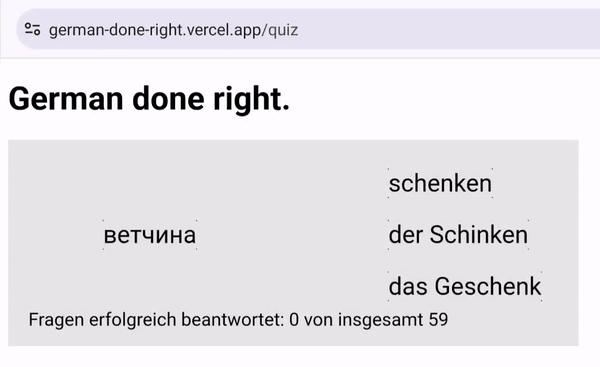 german-done-right.vercel.app/quiz
German done right.
schenken
ветчина
der Schinken
das Geschenk
Fragen erfolgreich beantwortet: 0 von insgesamt 59